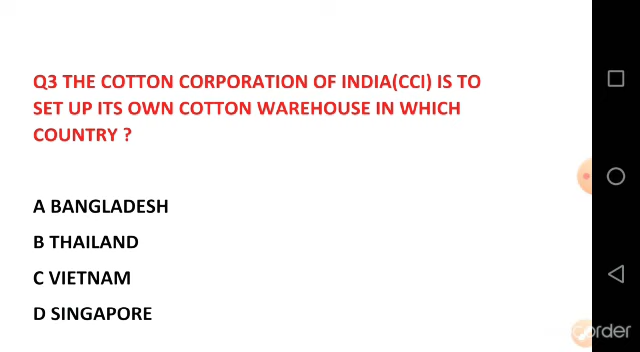 Q3 THE COTTON CORPORATION OF INDIA(CCI) IS TO
SET UP ITS OWN COTTON WAREHOUSE IN WHICH
COUNTRY ?
A BANGLADESH
B THAILAND
C VIETNAM
D SINGAPORE